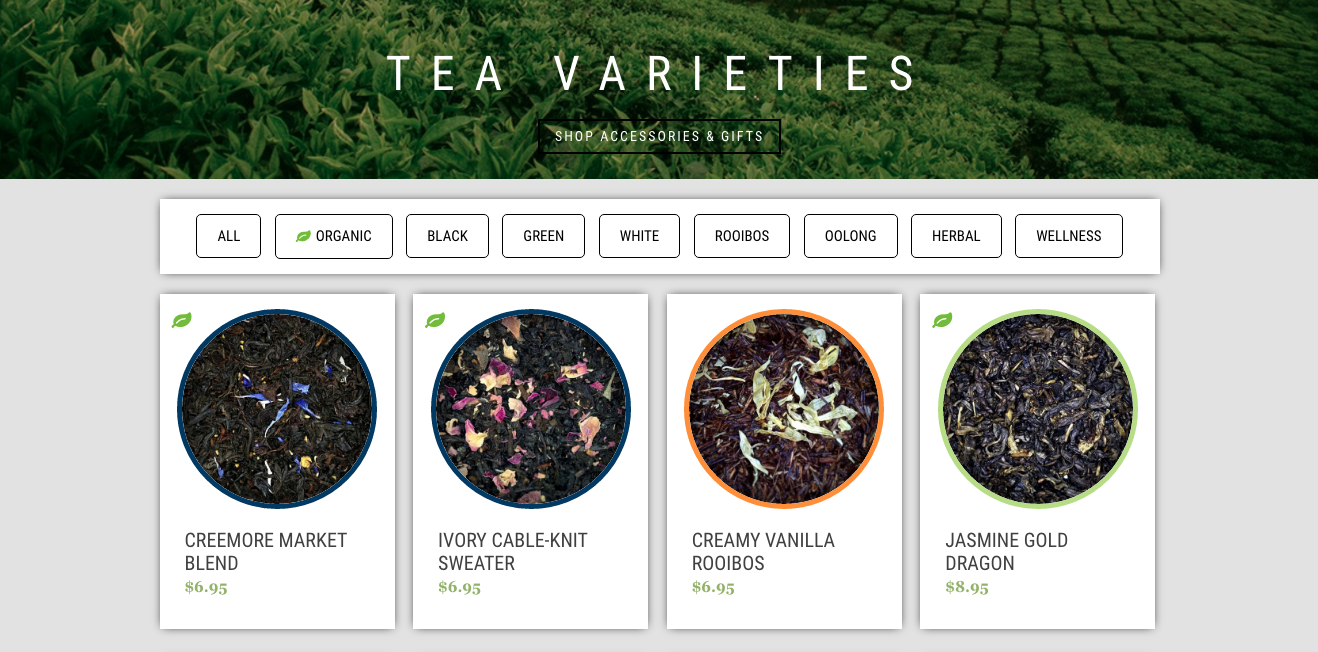 TEA VARIETIES
SHOP ACCESSORIES & GIFTS
ALL
ORGANIC
BLACK
GREEN
WHITE
ROOIBOS
OOLONG
HERBAL
WELLNESS
CREEMORE MARKET
BLEND
$6.95
IVORY CABLE-KNIT
SWEATER
$6.95
CREAMY VANILLA
ROOIBOS
$6.95
JASMINE GOLD
DRAGON
$8.95